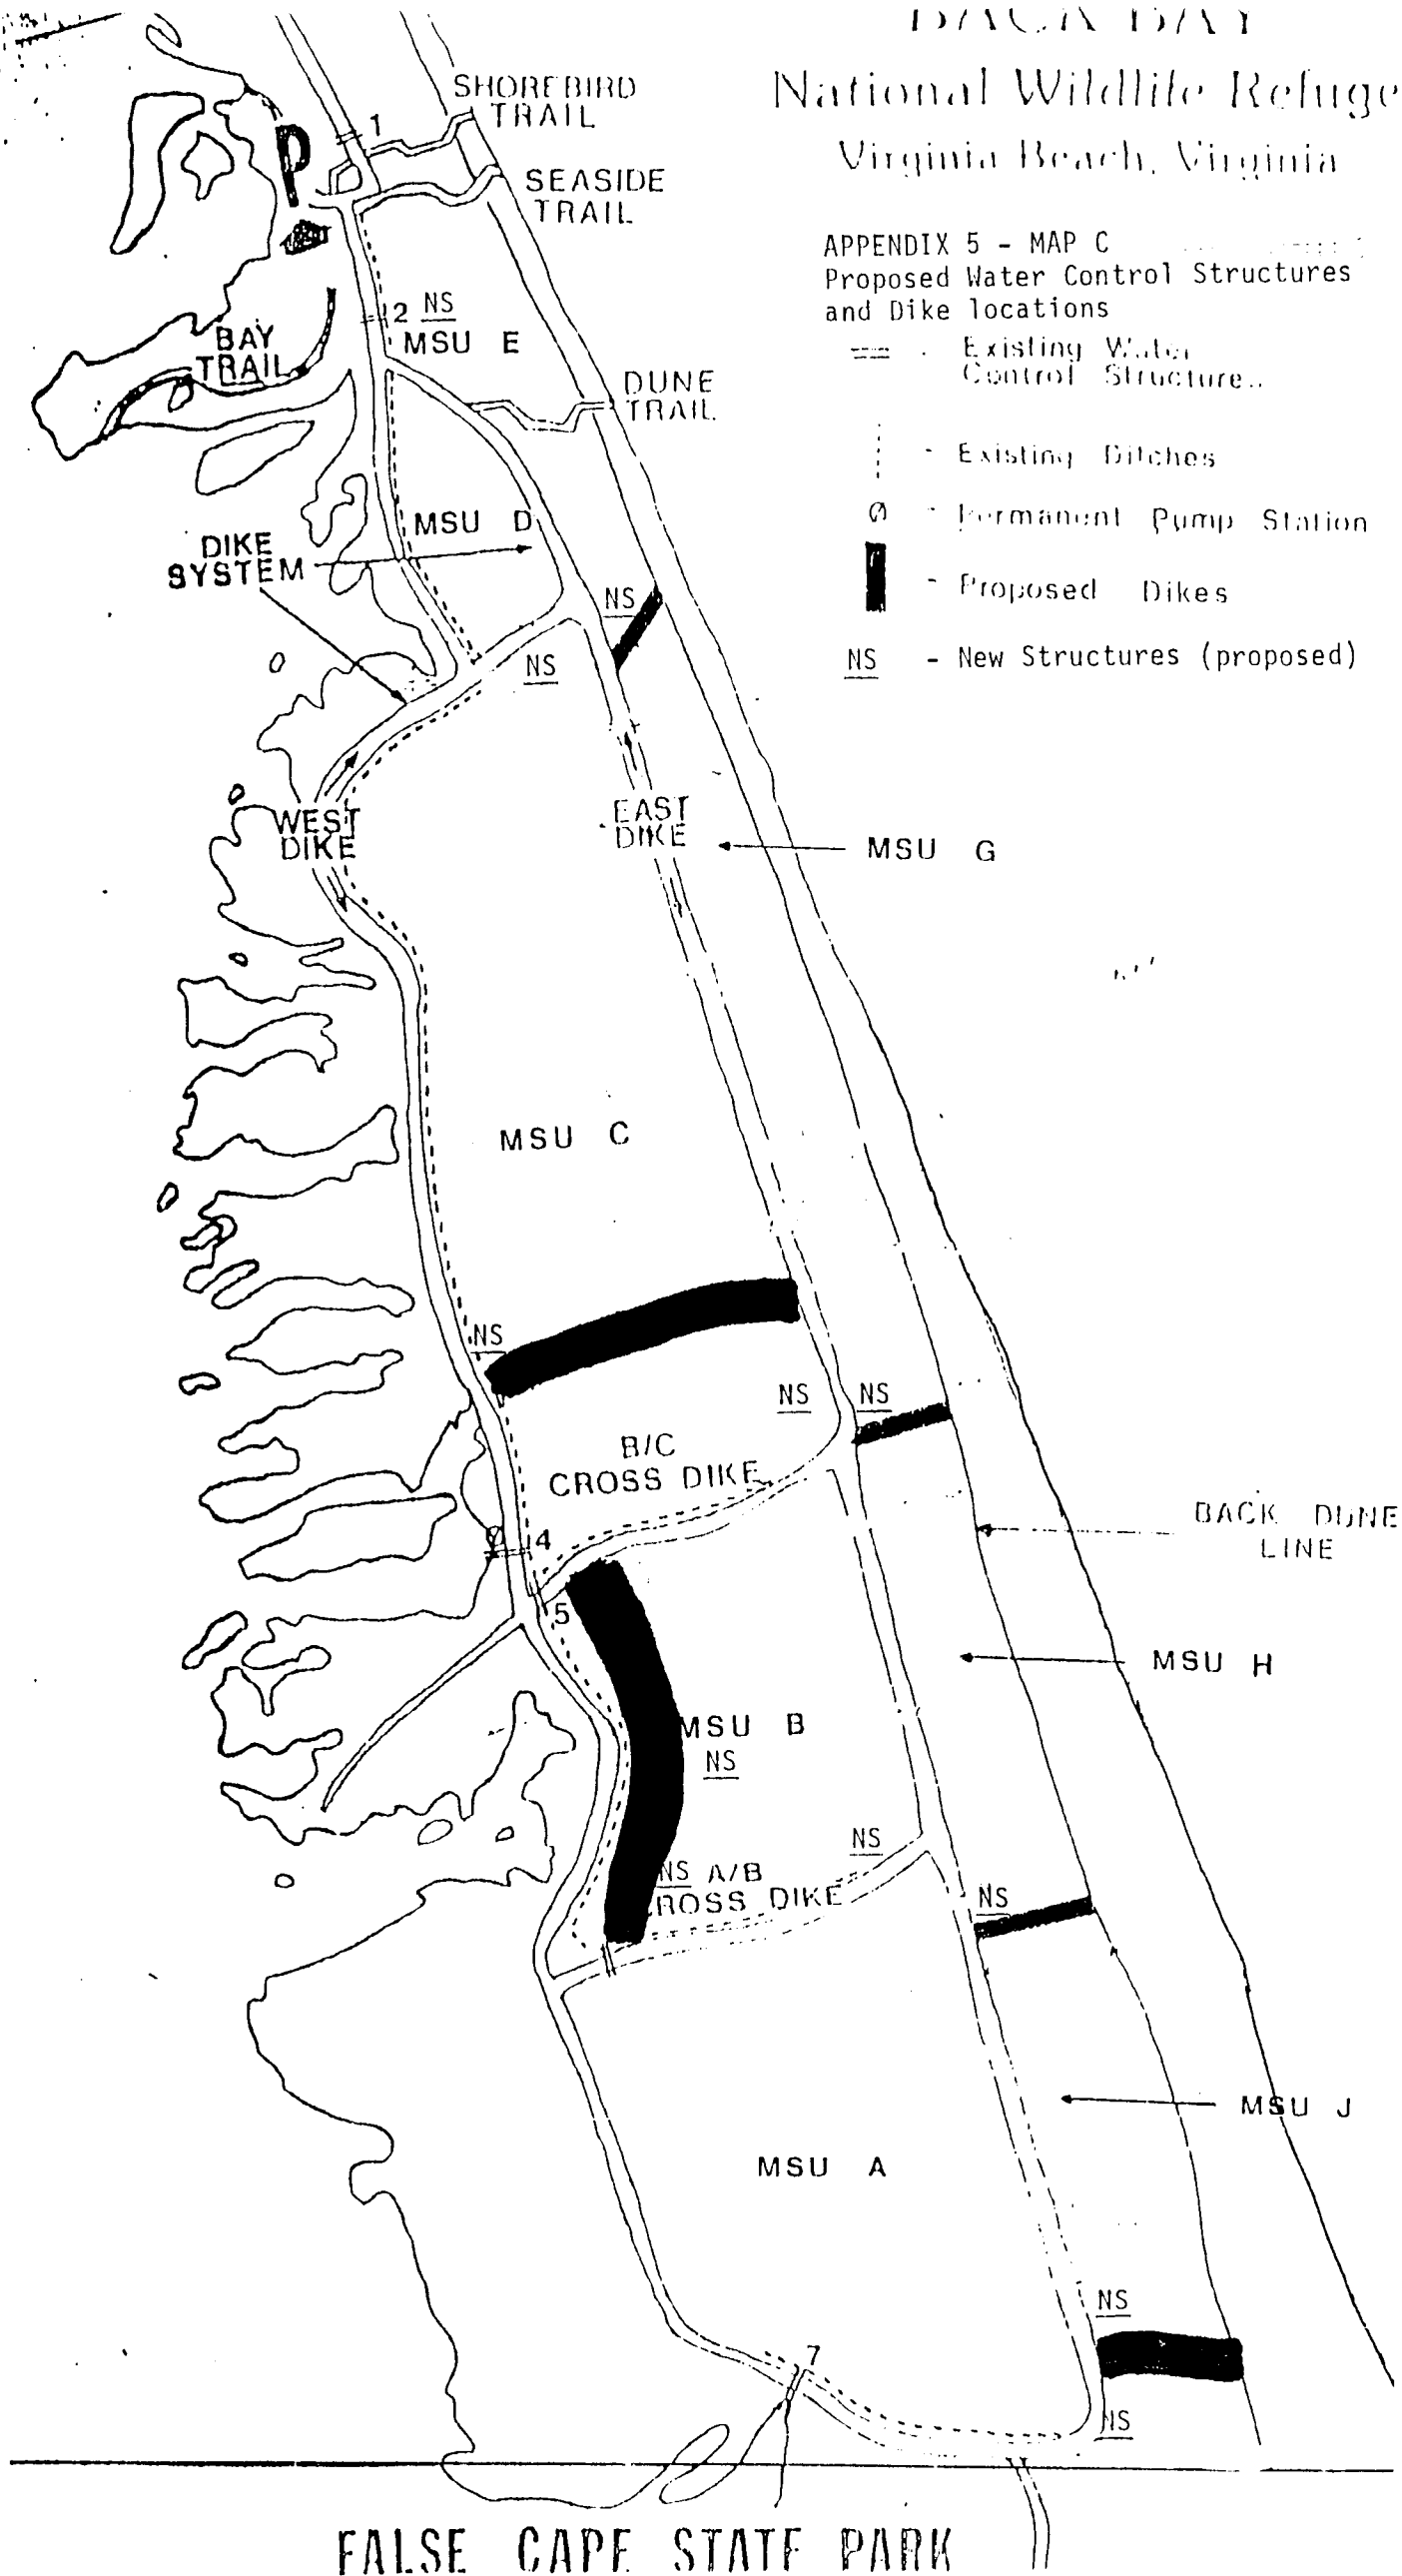 BACK BAY
National Wildlife Refuge
Virginia Beach, Virginia
APPENDIX 5 - MAP C
Proposed Water Control Structures
and Dike locations
== - Existing Water
Control Structure..
- Existing Ditches
- Permanent Pump Station
- Proposed Dikes
NS - New Structures (proposed)
SHOREBIRD
TRAIL
1
P
SEASIDE
TRAIL
2 NS
MSU E
BAY
TRAIL
DUNE
TRAIL
MSU D
DIKE
SYSTEM
NS
NS
WEST
DIKE
EAST
DIKE
MSU G
MSU C
NS
NS
NS
B/C
CROSS DIKE
4
5
BACK DUNE
LINE
MSU H
MSU B
NS
NS
NS A/B
CROSS DIKE
NS
MSU J
MSU A
NS
7
NS
FALSE CAPE STATE PARK